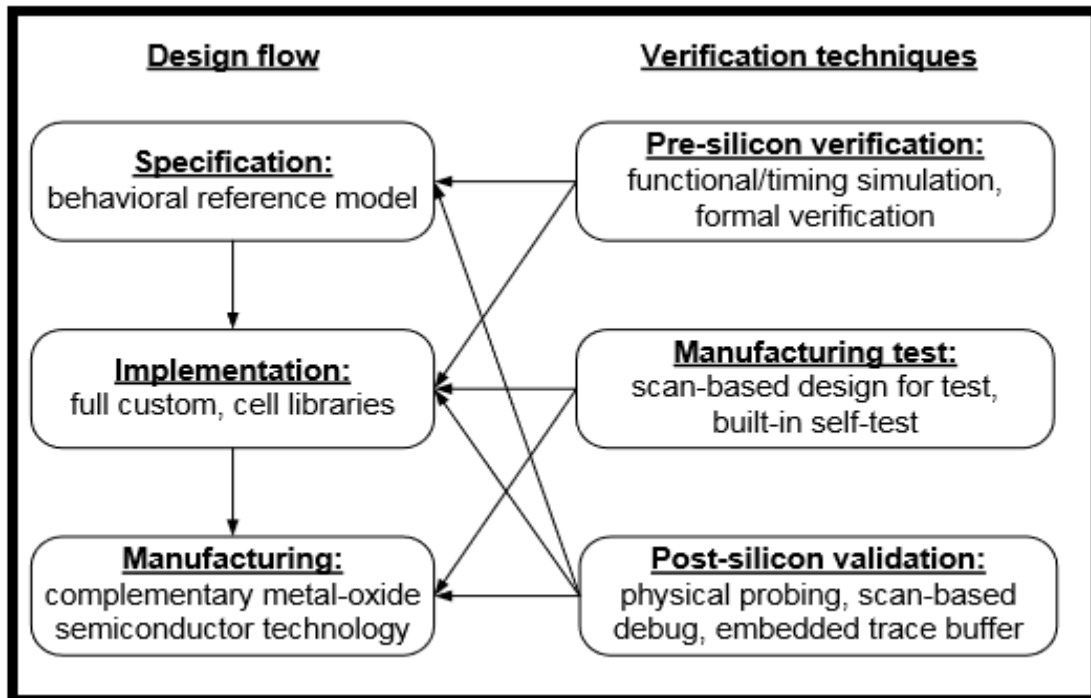 Design flow
Verification techniques
Specification:
behavioral reference model
Pre-silicon verification:
functional/timing simulation,
formal verification
Implementation:
full custom, cell libraries
Manufacturing test:
scan-based design for test,
built-in self-test
Manufacturing:
complementary metal-oxide
semiconductor technology
Post-silicon validation:
physical probing, scan-based
debug, embedded trace buffer